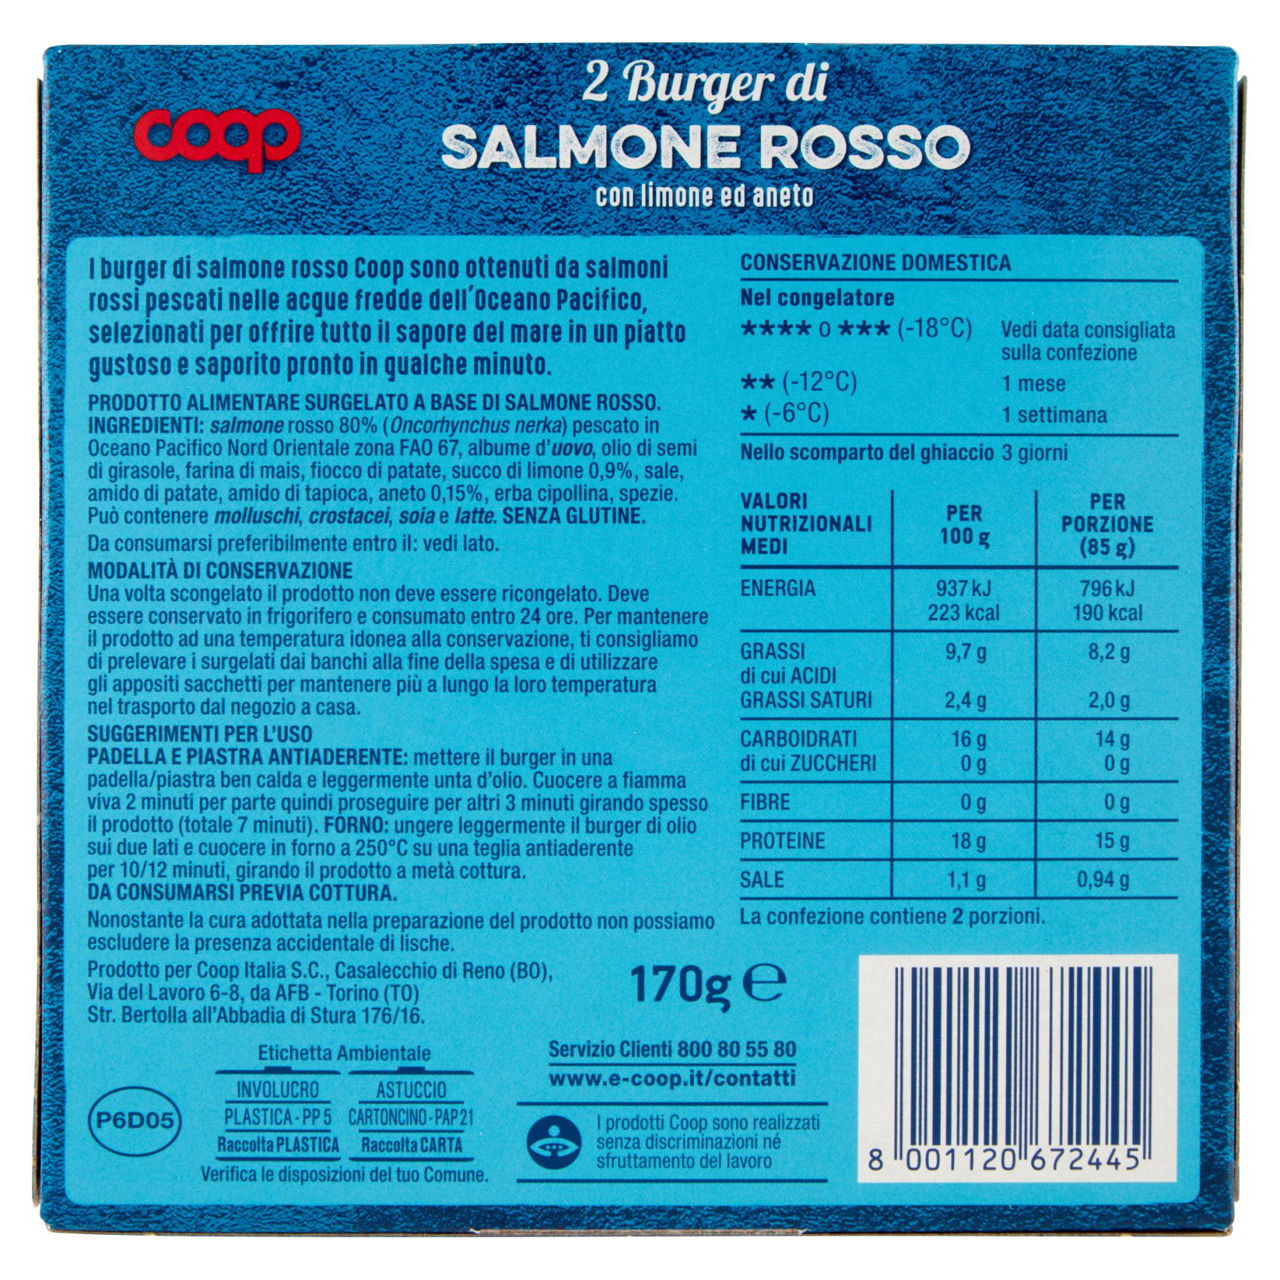 coop
2 Burger di
SALMONE ROSSO
con limone ed aneto
I burger di salmone rosso Coop sono ottenuti da salmoni
rossi pescati nelle acque fredde dell'Oceano Pacifico,
selezionati per offrire tutto il sapore del mare in un piatto
gustoso e saporito pronto in qualche minuto.
PRODOTTO ALIMENTARE SURGELATO A BASE DI SALMONE ROSSO.
INGREDIENTI: salmone rosso 80% (Oncorhynchus nerka) pescato in
Oceano Pacifico Nord Orientale zona FAO 67, albume d'uovo, olio di semi
di girasole, farina di mais, fiocco di patate, succo di limone 0,9%, sale,
amido di patate, amido di tapioca, aneto 0,15%, erba cipollina, spezie.
Può contenere molluschi, crostacei, soia e latte. SENZA GLUTINE.
Da consumarsi preferibilmente entro il: vedi lato.
MODALITÀ DI CONSERVAZIONE
Una volta scongelato il prodotto non deve essere ricongelato. Deve
essere conservato in frigorifero e consumato entro 24 ore. Per mantenere
il prodotto ad una temperatura idonea alla conservazione, ti consigliamo
di prelevare i surgelati dai banchi alla fine della spesa e di utilizzare
gli appositi sacchetti per mantenere più a lungo la loro temperatura
nel trasporto dal negozio a casa.
SUGGERIMENTI PER L'USO
PADELLA E PIASTRA ANTIADERENTE: mettere il burger in una
padella/piastra ben calda e leggermente unta d'olio. Cuocere a fiamma
viva 2 minuti per parte quindi proseguire per altri 3 minuti girando spesso
il prodotto (totale 7 minuti). FORNO: ungere leggermente il burger di olio
sui due lati e cuocere in forno a 250°C su una teglia antiaderente
per 10/12 minuti, girando il prodotto a metà cottura.
DA CONSUMARSI PREVIA COTTURA.
Nonostante la cura adottata nella preparazione del prodotto non possiamo
escludere la presenza accidentale di lische.
Prodotto per Coop Italia S.C., Casalecchio di Reno (BO),
Via del Lavoro 6-8, da AFB - Torino (TO)
Str. Bertolla all'Abbadia di Stura 176/16.
170g ℮
Etichetta Ambientale
INVOLUCRO ASTUCCIO
PLASTICA - PP 5 CARTONCINO - PAP 21
Raccolta PLASTICA Raccolta CARTA
Verifica le disposizioni del tuo Comune.
P6D05
Servizio Clienti 800 80 55 80
www.e-coop.it/contatti
I prodotti Coop sono realizzati
senza discriminazioni né
sfruttamento del lavoro
CONSERVAZIONE DOMESTICA
Nel congelatore
**** o *** (-18°C) Vedi data consigliata
sulla confezione
** (-12°C) 1 mese
* (-6°C) 1 settimana
Nello scomparto del ghiaccio 3 giorni
VALORI NUTRIZIONALI MEDI PER 100 g PER PORZIONE (85 g)
ENERGIA 937 kJ 796 kJ
223 kcal 190 kcal
GRASSI 9,7 g 8,2 g
di cui ACIDI
GRASSI SATURI 2,4 g 2,0 g
CARBOIDRATI 16 g 14 g
di cui ZUCCHERI 0 g 0 g
FIBRE 0 g 0 g
PROTEINE 18 g 15 g
SALE 1,1 g 0,94 g
La confezione contiene 2 porzioni.
8 001120 672445